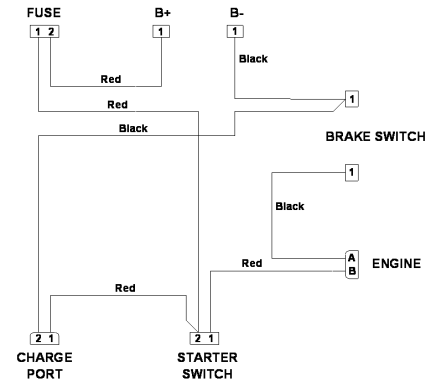 FUSE B+ B-
1 2 1 1
Black
Red
Red
1
Black
BRAKE SWITCH
1
Black
A
Red ENGINE
B
Red
2 1 2 1
CHARGE STARTER
PORT SWITCH